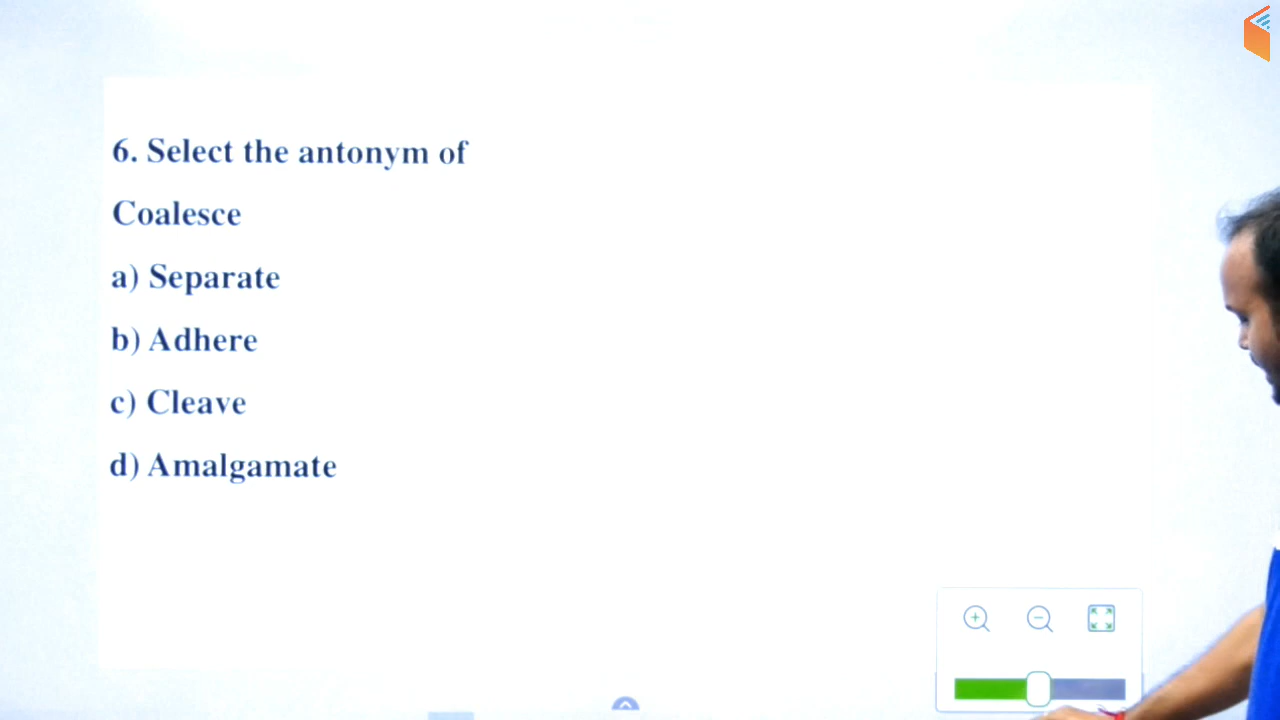 6. Select the antonym of
Coalesce
a) Separate
b) Adhere
c) Cleave
d) Amalgamate